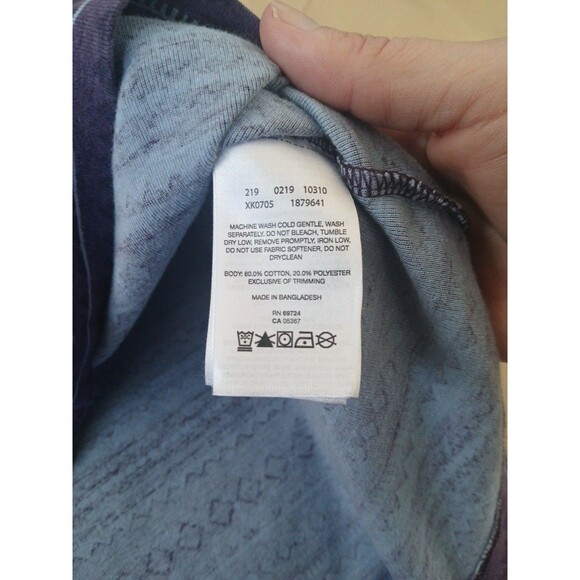 219 0219 10310
XK0705 1879641
MACHINE WASH COLD GENTLE, WASH
SEPARATELY, DO NOT BLEACH, TUMBLE
DRY LOW, REMOVE PROMPTLY, IRON LOW,
DO NOT USE FABRIC SOFTENER, DO NOT
DRYCLEAN
BODY: 80.0% COTTON, 20.0% POLYESTER
EXCLUSIVE OF TRIMMING
MADE IN BANGLADESH
RN 69724
CA 05367